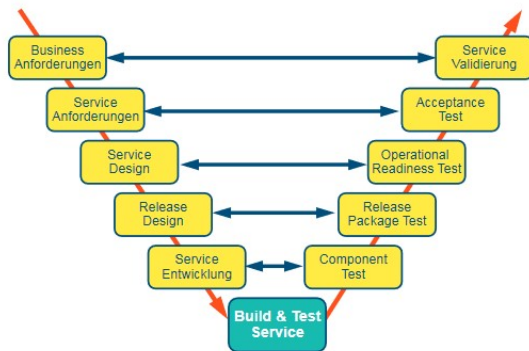 Business
Anforderungen
Service
Validierung
Service
Anforderungen
Acceptance
Test
Service
Design
Operational
Readiness Test
Release
Design
Release
Package Test
Service
Entwicklung
Component
Test
Build & Test
Service